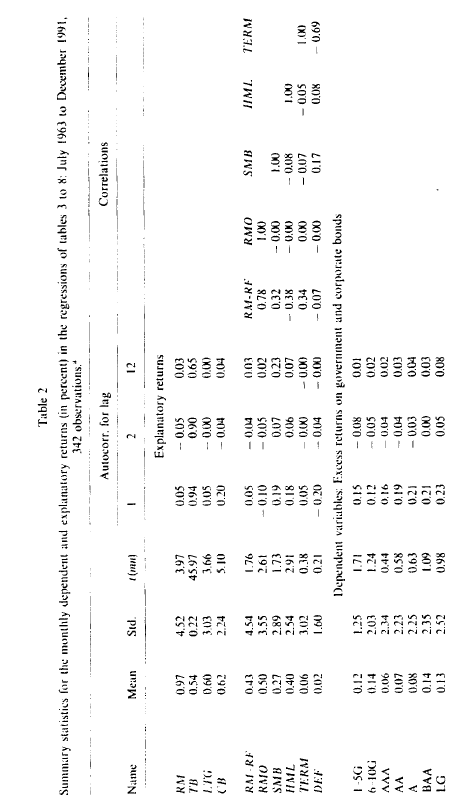 Table 2
Summary statistics for the monthly dependent and explanatory returns (in percent) in the regressions of tables 3 to 8: July 1963 to December 1991,
342 observations.ᵃ
Autocorr. for lag Correlations
Name Mean Std. t(mn) 1 2 12
Explanatory returns
RM 0.97 4.52 3.97 0.05 −0.05 0.03
TB 0.54 0.22 45.97 0.94 0.90 0.65
LTG 0.60 3.03 3.66 0.05 −0.00 0.00
CB 0.62 2.24 5.10 0.20 −0.04 0.04
RM-RF RMO SMB HML TERM
RM-RF 0.43 4.54 1.76 0.05 −0.04 0.03
RMO 0.50 3.55 2.61 −0.10 −0.05 0.02 0.78 1.00
SMB 0.27 2.89 1.73 0.19 0.07 0.23 0.32 −0.00 1.00
HML 0.40 2.54 2.91 0.18 0.06 0.07 −0.38 −0.00 −0.08 1.00
TERM 0.06 3.02 0.38 0.05 −0.00 −0.00 0.34 0.00 −0.07 −0.05 1.00
DEF 0.02 1.60 0.21 −0.20 −0.04 −0.00 −0.07 −0.00 0.17 0.08 −0.69
Dependent variables: Excess returns on government and corporate bonds
1-5G 0.12 1.25 1.71 0.15 −0.08 0.01
6-10G 0.14 2.03 1.24 0.12 −0.05 0.02
AAA 0.06 2.34 0.44 0.16 −0.04 0.02
AA 0.07 2.23 0.58 0.19 −0.04 0.03
A 0.08 2.25 0.63 0.21 −0.03 0.04
BAA 0.14 2.35 1.09 0.21 0.00 0.03
LG 0.13 2.52 0.98 0.23 0.05 0.08